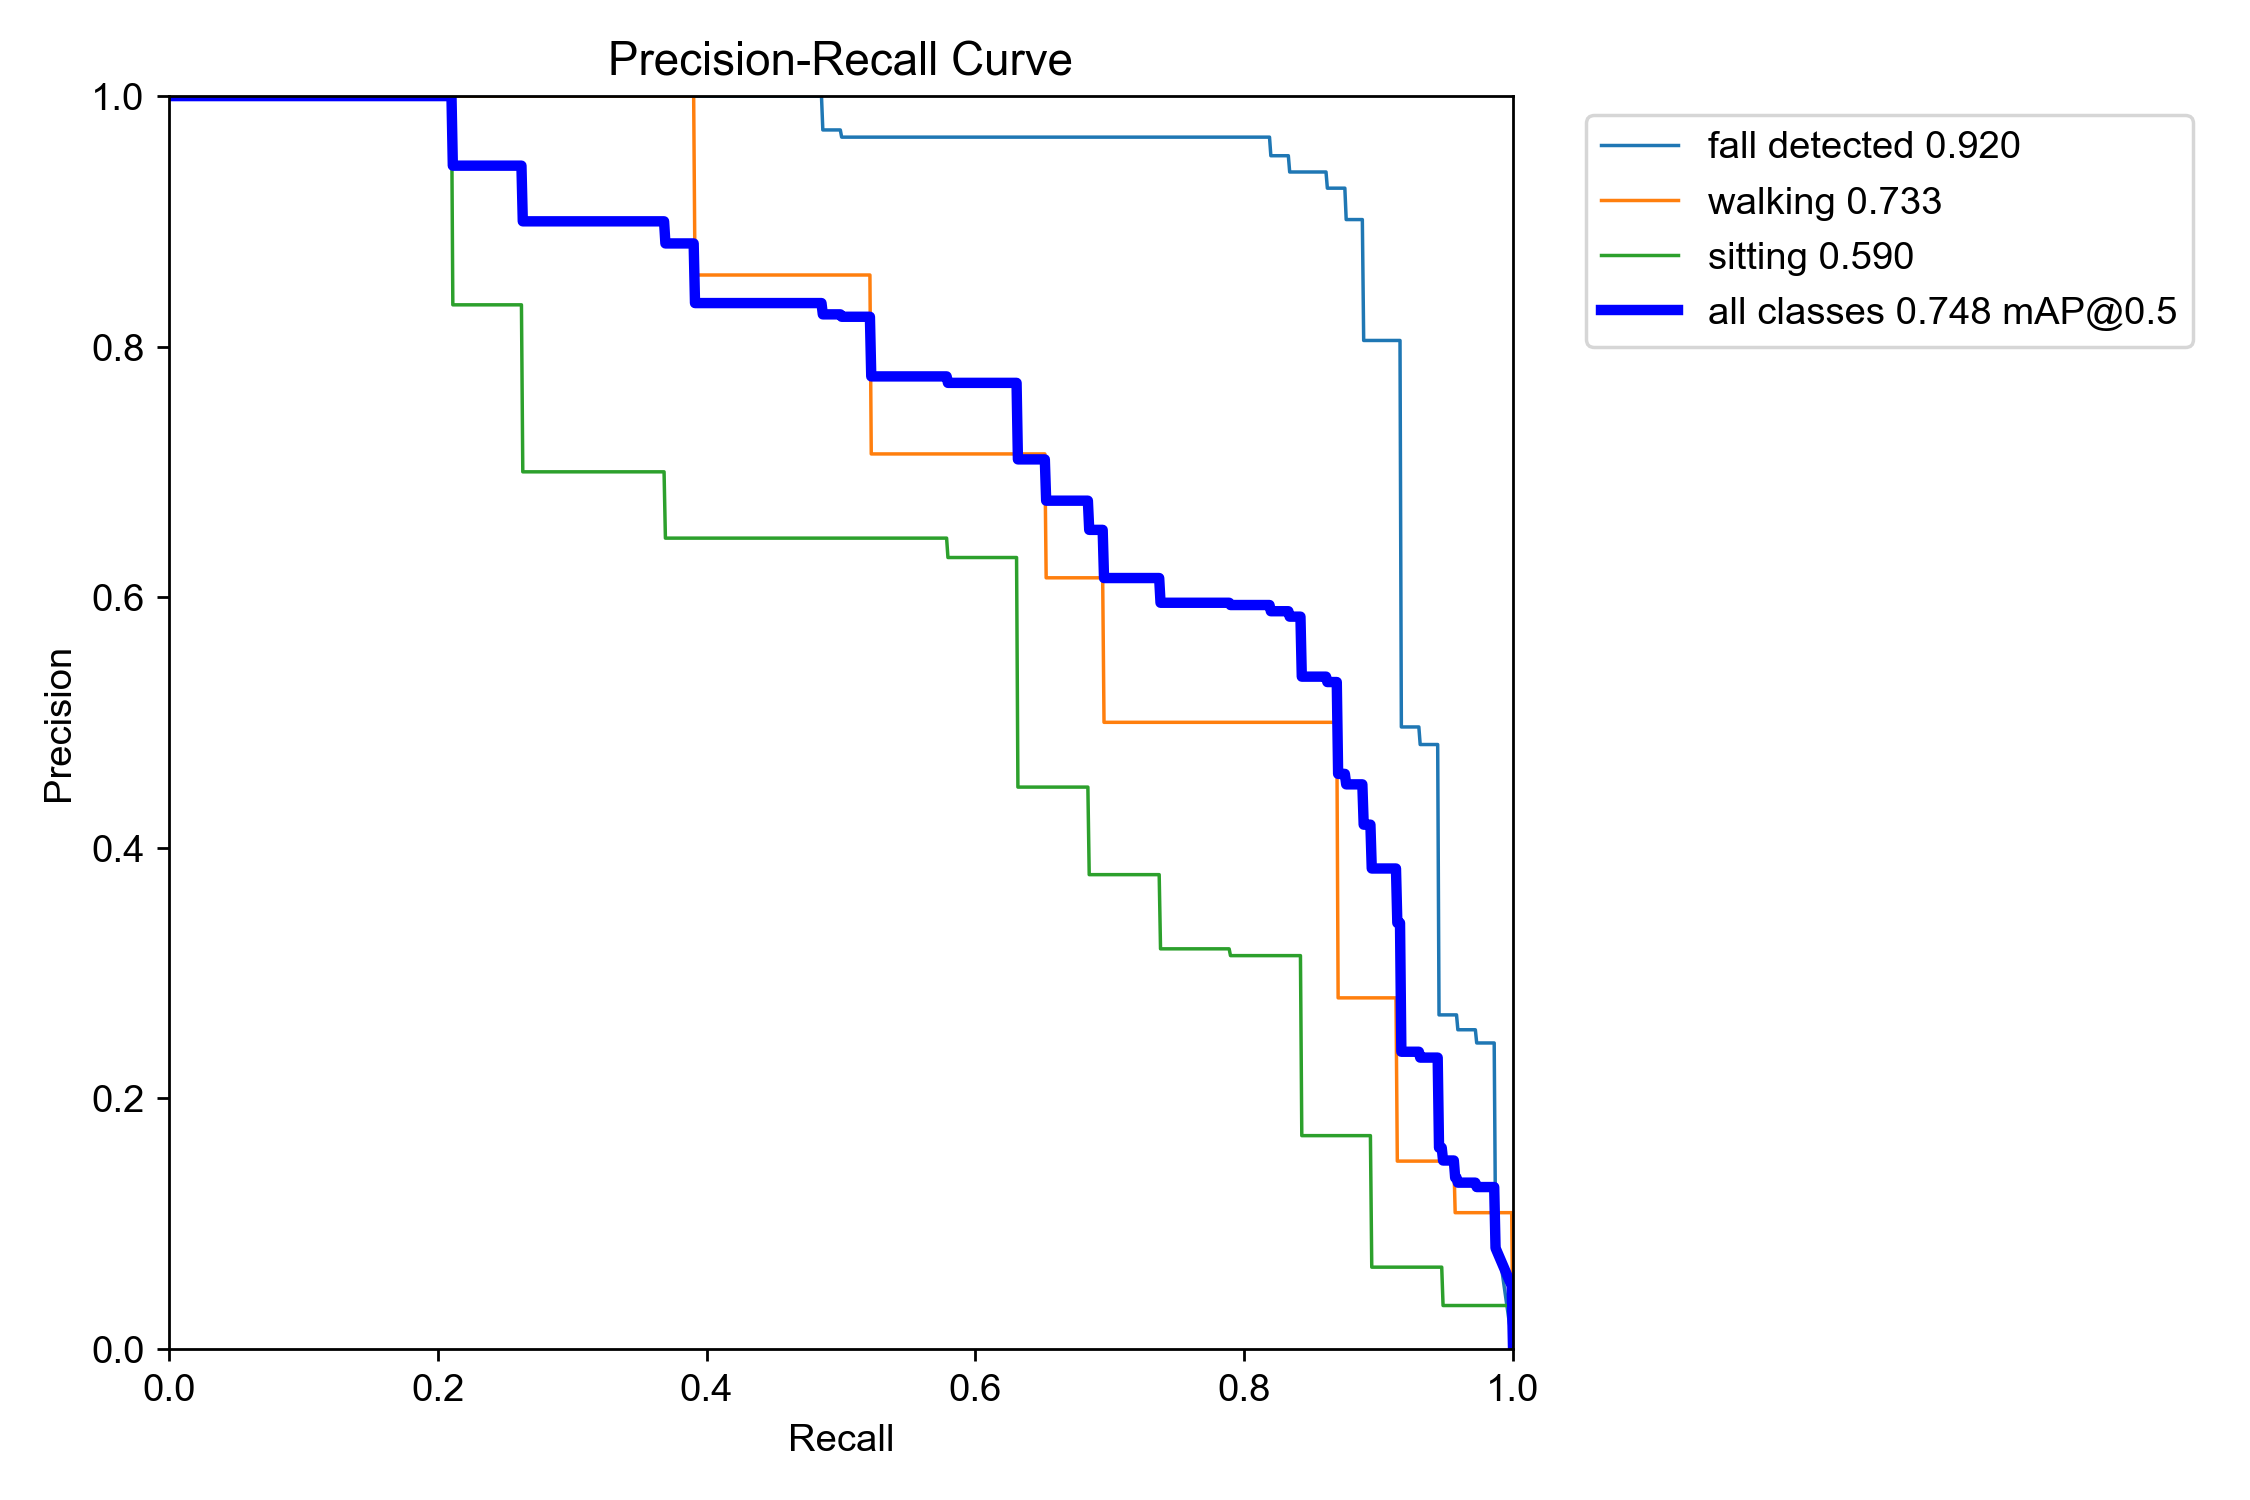 Precision-Recall Curve
1.0
0.8
0.6
0.4
0.2
0.0
Precision
0.0 0.2 0.4 0.6 0.8 1.0
Recall
fall detected 0.920
walking 0.733
sitting 0.590
all classes 0.748 mAP@0.5